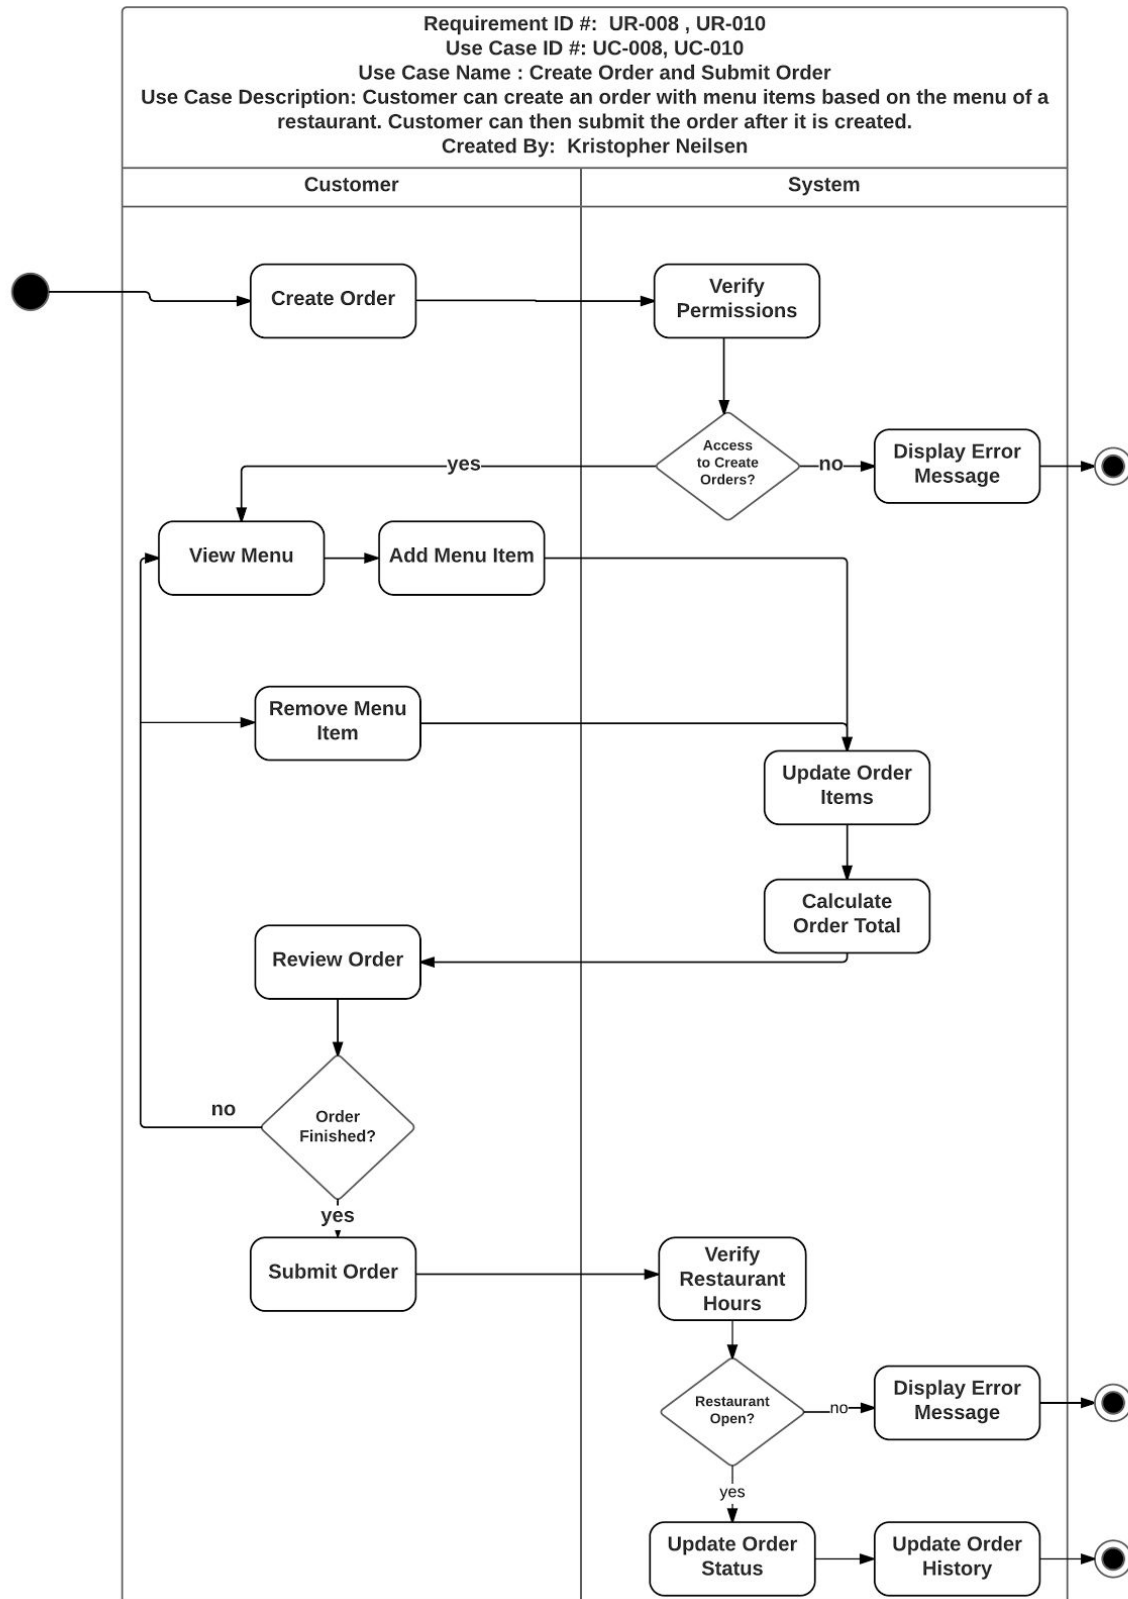 Requirement ID #:  UR-008 , UR-010
Use Case ID #: UC-008, UC-010
Use Case Name : Create Order and Submit Order
Use Case Description: Customer can create an order with menu items based on the menu of a
restaurant. Customer can then submit the order after it is created.
Created By:  Kristopher Neilsen
Customer
System
Create Order
Verify
Permissions
Access
to Create
Orders?
yes
no
Display Error
Message
View Menu
Add Menu Item
Remove Menu
Item
Update Order
Items
Calculate
Order Total
Review Order
Order
Finished?
no
yes
Submit Order
Verify
Restaurant
Hours
Restaurant
Open?
no
Display Error
Message
yes
Update Order
Status
Update Order
History